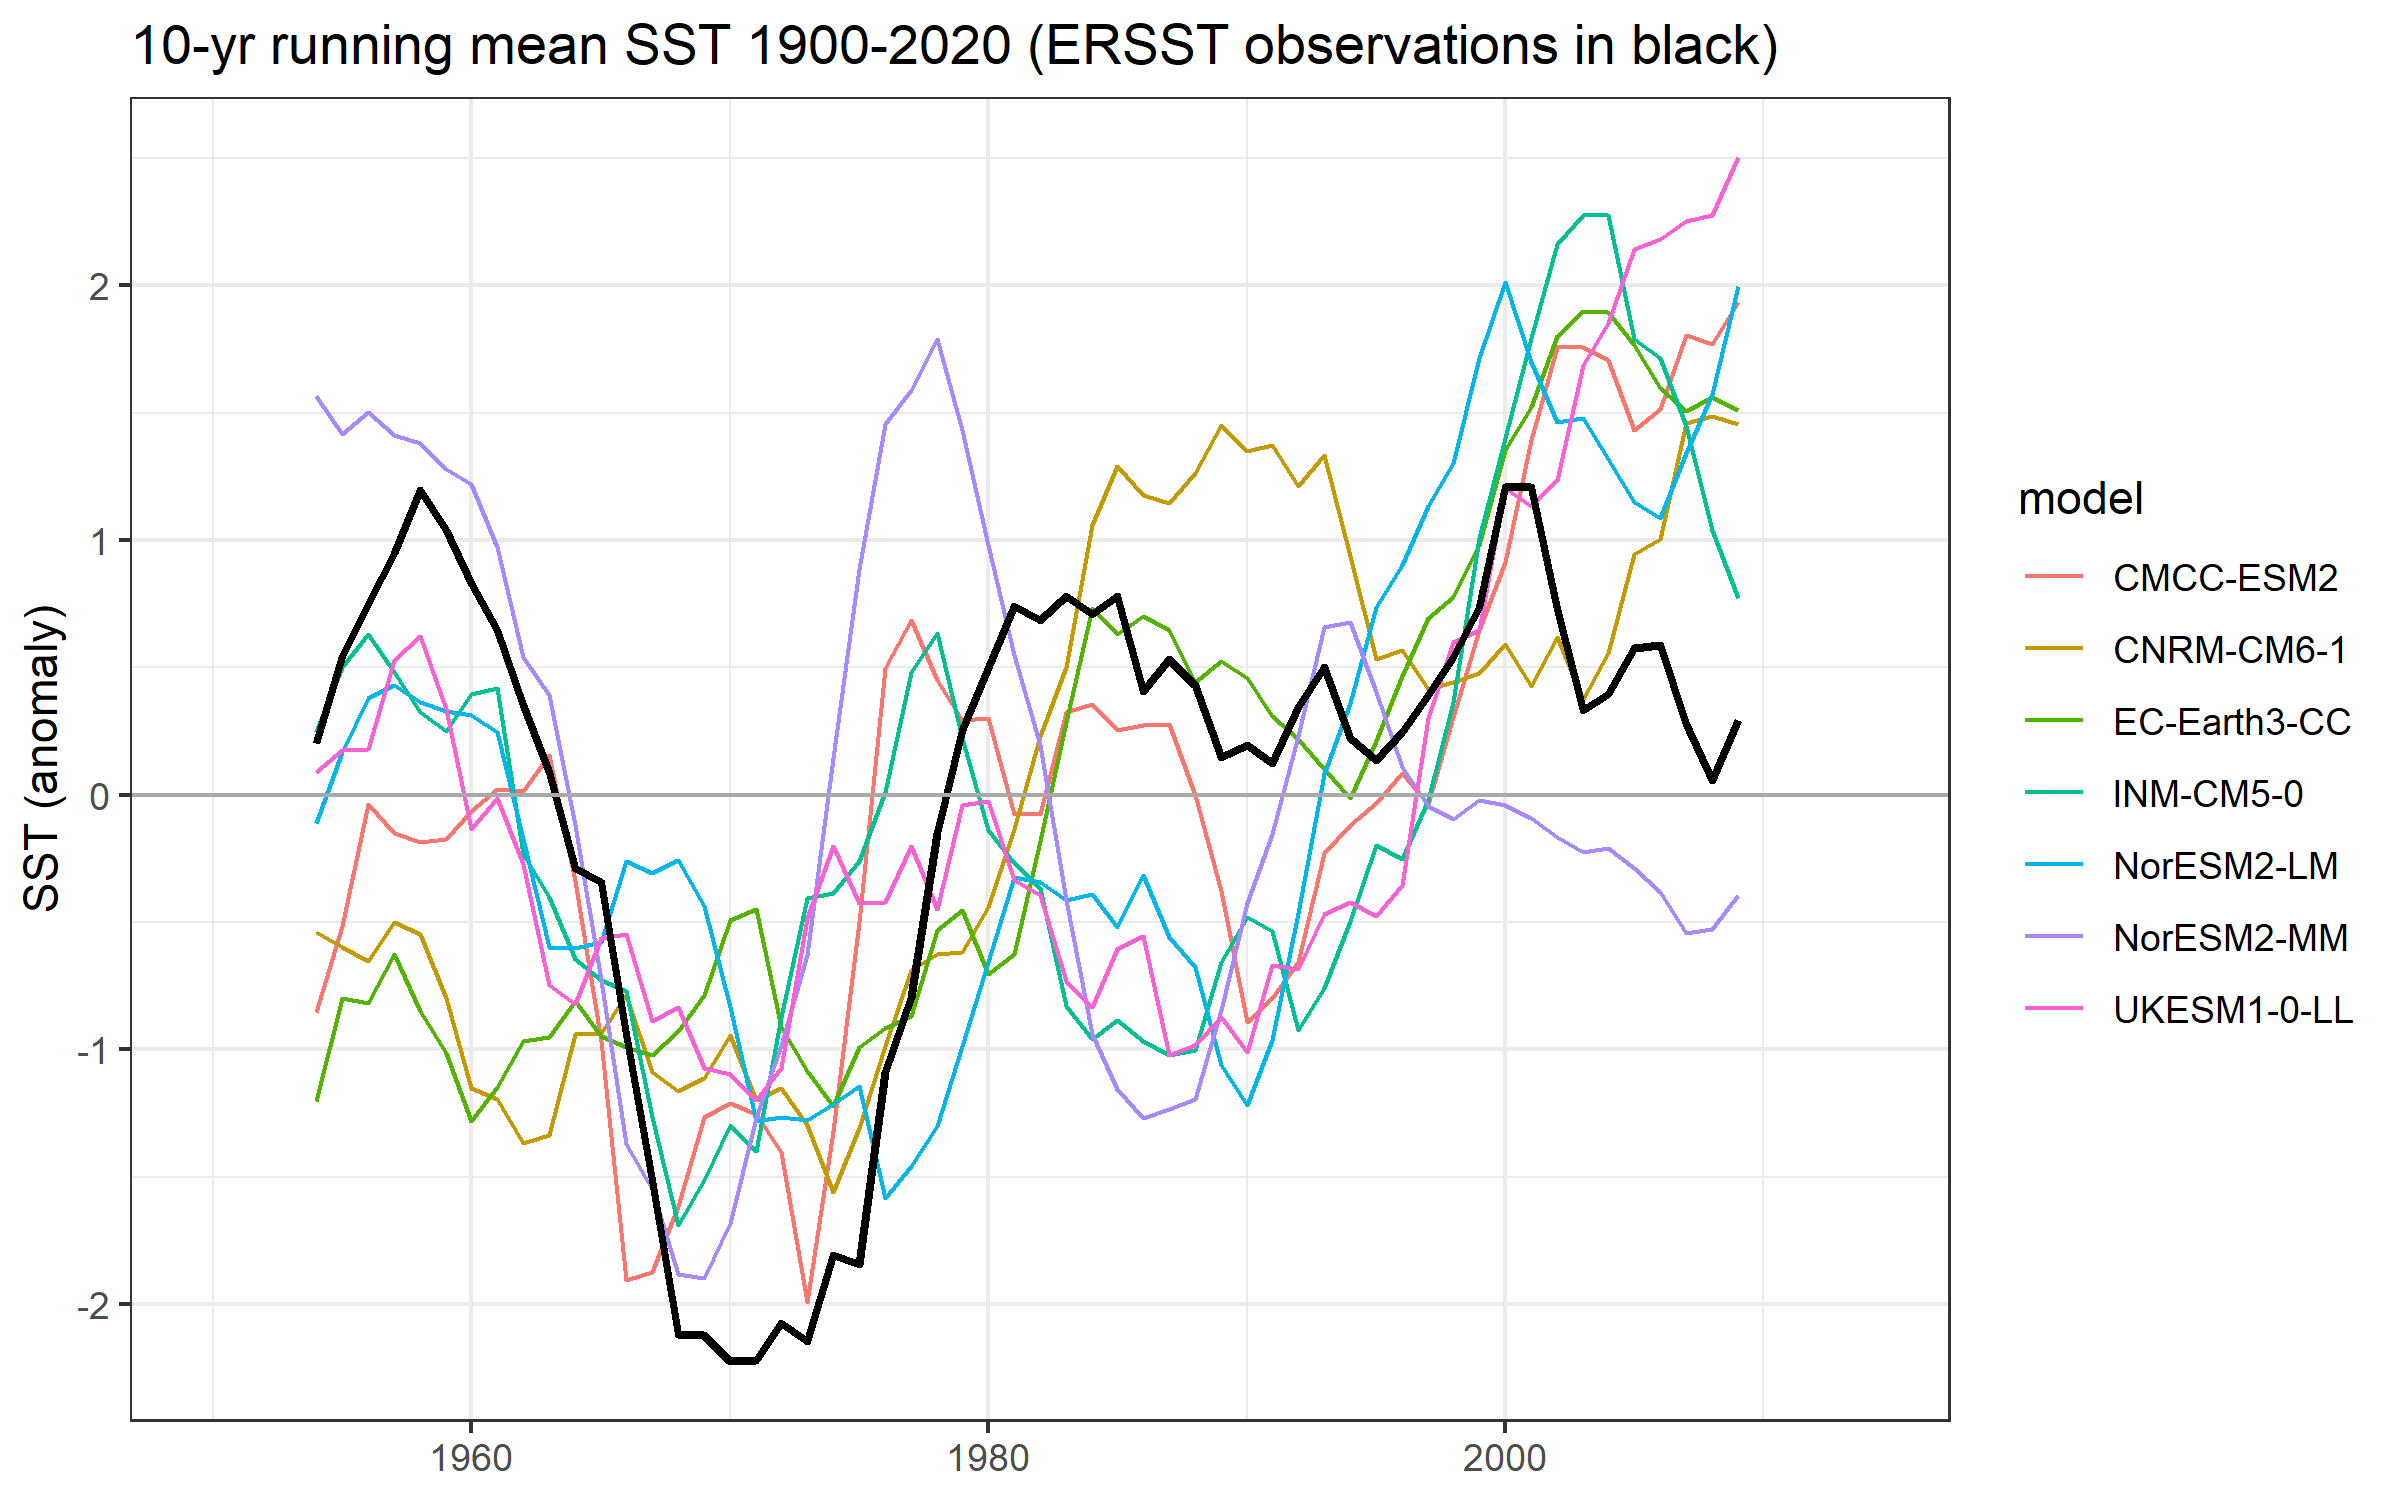 10-yr running mean SST 1900-2020 (ERSST observations in black)
SST (anomaly)
2
1
0
-1
-2
1960
1980
2000
model
CMCC-ESM2
CNRM-CM6-1
EC-Earth3-CC
INM-CM5-0
NorESM2-LM
NorESM2-MM
UKESM1-0-LL